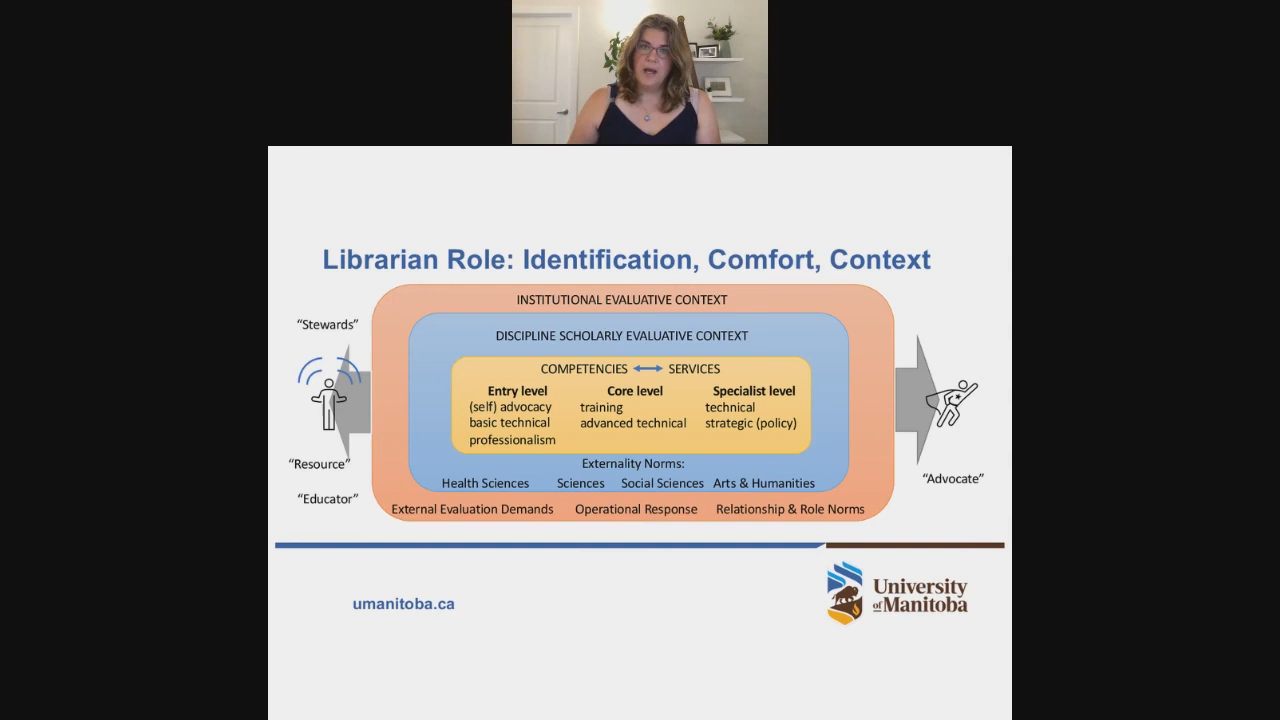 Librarian Role: Identification, Comfort, Context
INSTITUTIONAL EVALUATIVE CONTEXT
“Stewards”
DISCIPLINE SCHOLARLY EVALUATIVE CONTEXT
COMPETENCIES SERVICES
Entry level Core level Specialist level
(self) advocacy training technical
basic technical advanced technical strategic (policy)
professionalism
“Resource”
Externality Norms:
“Advocate”
Health Sciences Sciences Social Sciences Arts & Humanities
“Educator”
External Evaluation Demands Operational Response Relationship & Role Norms
umanitoba.ca
University
of Manitoba